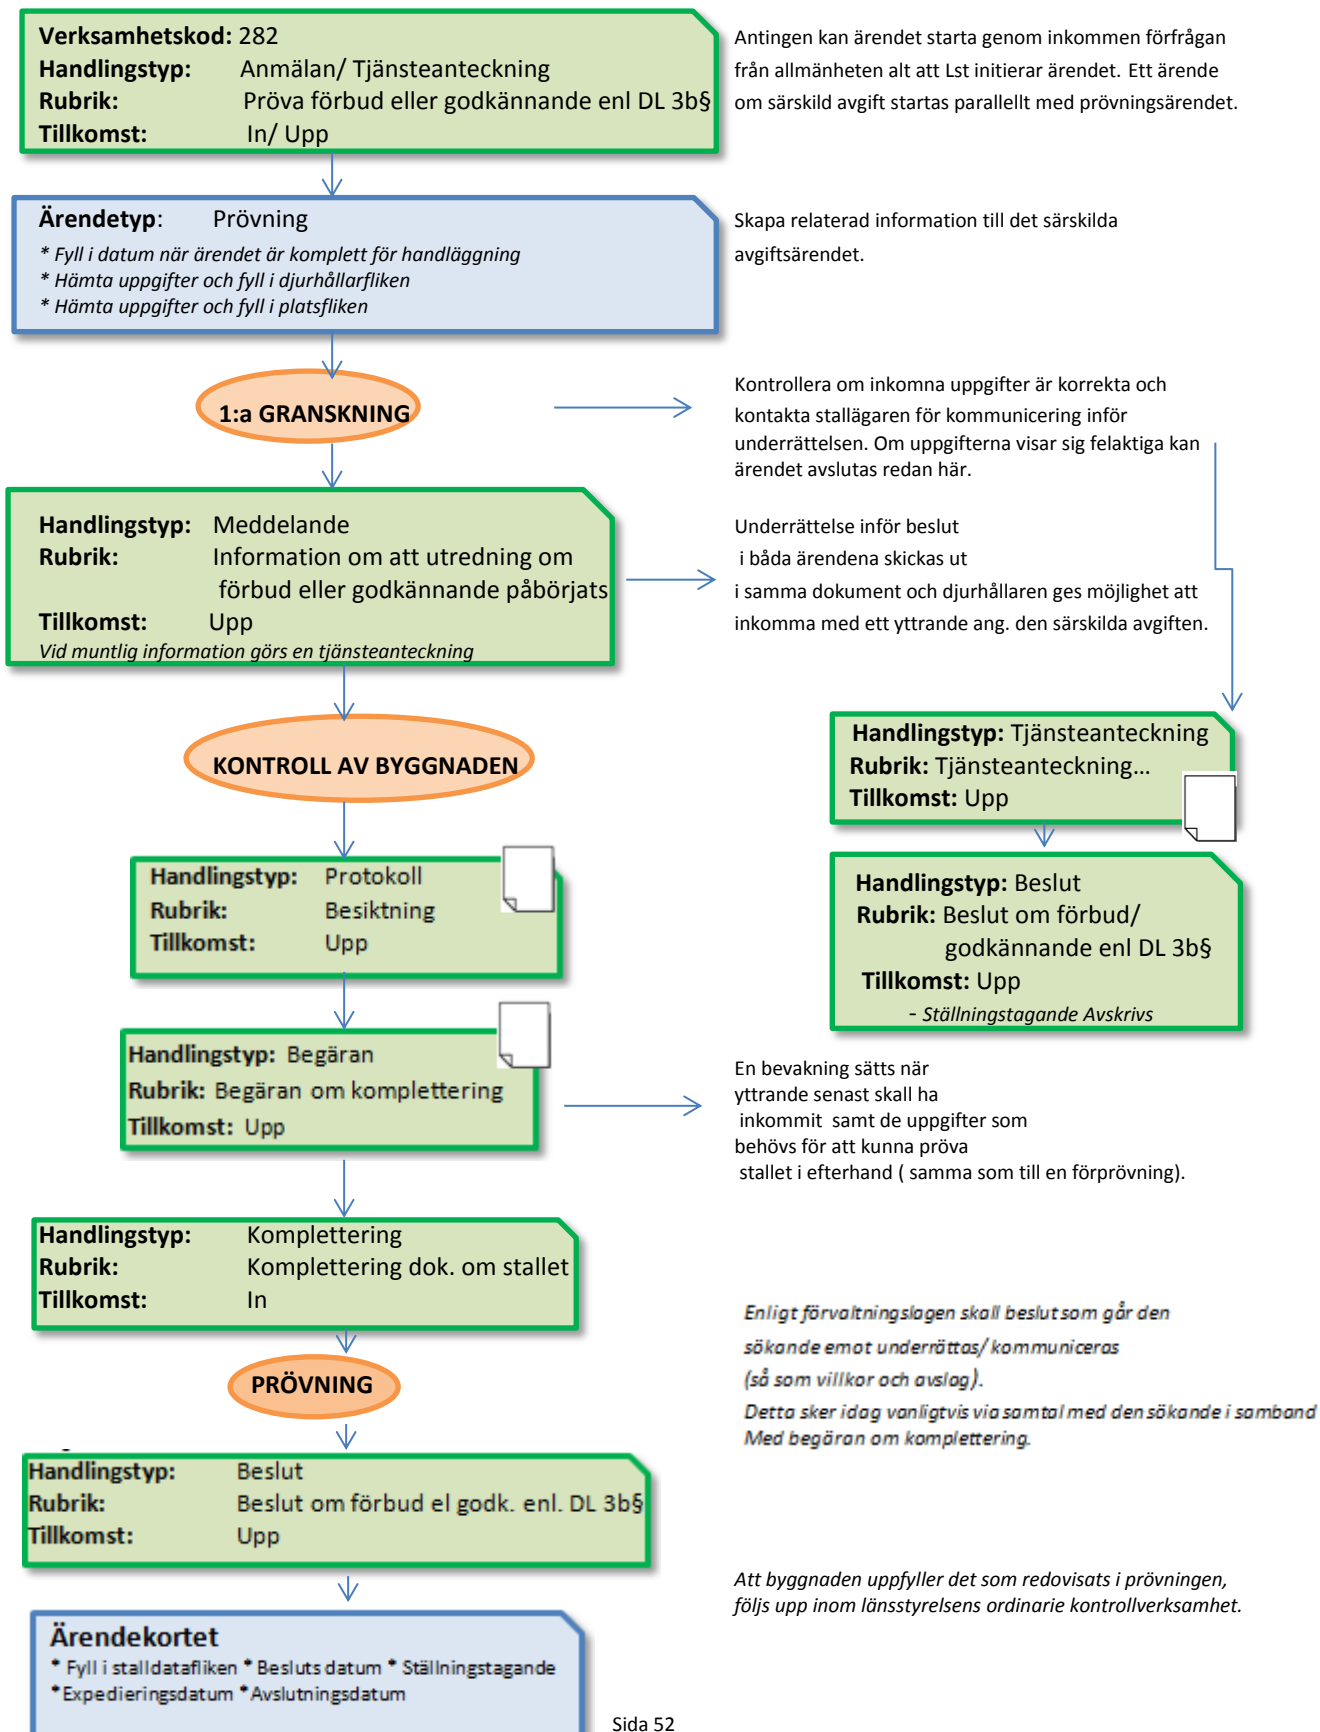 Verksamhetskod: 282
Handlingstyp: Anmälan/ Tjänsteanteckning
Rubrik: Pröva förbud eller godkännande enl DL 3b§
Tillkomst: In/ Upp
Antingen kan ärendet starta genom inkommen förfrågan
från allmänheten alt att Lst initierar ärendet. Ett ärende
om särskild avgift startas parallellt med prövningsärendet.
Ärendetyp: Prövning
* Fyll i datum när ärendet är komplett för handläggning
* Hämta uppgifter och fyll i djurhållarfliken
* Hämta uppgifter och fyll i platsfliken
Skapa relaterad information till det särskilda
avgiftsärendet.
1:a GRANSKNING
Kontrollera om inkomna uppgifter är korrekta och
kontakta stallägaren för kommunicering inför
underrättelsen. Om uppgifterna visar sig felaktiga kan
ärendet avslutas redan här.
Handlingstyp: Meddelande
Rubrik: Information om att utredning om
förbud eller godkännande påbörjats
Tillkomst: Upp
Vid muntlig information görs en tjänsteanteckning
Underrättelse inför beslut
i båda ärendena skickas ut
i samma dokument och djurhållaren ges möjlighet att
inkomma med ett yttrande ang. den särskilda avgiften.
KONTROLL AV BYGGNADEN
Handlingstyp: Tjänsteanteckning
Rubrik: Tjänsteanteckning…
Tillkomst: Upp
Handlingstyp: Protokoll
Rubrik: Besiktning
Tillkomst: Upp
Handlingstyp: Beslut
Rubrik: Beslut om förbud/
godkännande enl DL 3b§
Tillkomst: Upp
- Ställningstagande Avskrivs
Handlingstyp: Begäran
Rubrik: Begäran om komplettering
Tillkomst: Upp
En bevakning sätts när
yttrande senast skall ha
inkommit samt de uppgifter som
behövs för att kunna pröva
stallet i efterhand ( samma som till en förprövning).
Handlingstyp: Komplettering
Rubrik: Komplettering dok. om stallet
Tillkomst: In
Enligt förvaltningslagen skall beslut som går den
sökande emot underrättas/ kommuniceras
(så som villkor och avslag).
Detta sker idag vanligtvis via samtal med den sökande i samband
Med begäran om komplettering.
PRÖVNING
Handlingstyp: Beslut
Rubrik: Beslut om förbud el godk. enl. DL 3b§
Tillkomst: Upp
Att byggnaden uppfyller det som redovisats i prövningen,
följs upp inom länsstyrelsens ordinarie kontrollverksamhet.
Ärendekortet
* Fyll i stalldatafliken * Besluts datum * Ställningstagande
*Expedieringsdatum *Avslutningsdatum
Sida 52